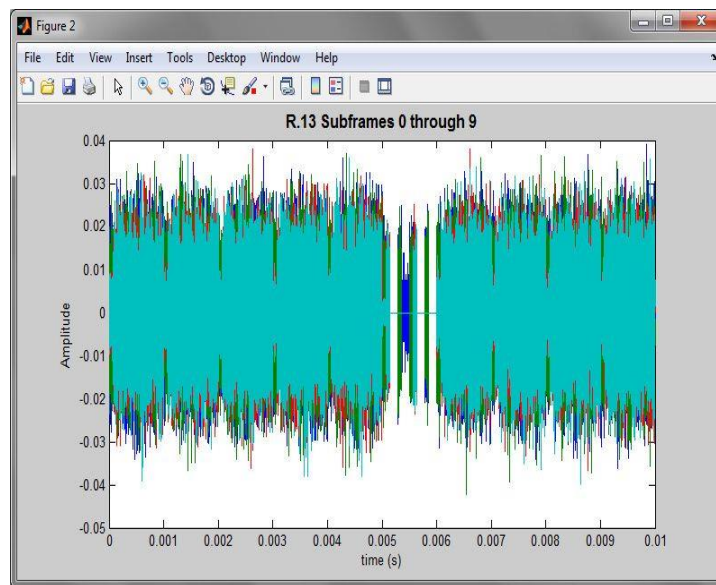 Figure 2
File Edit View Insert Tools Desktop Window Help
R.13 Subframes 0 through 9
0.04
0.03
0.02
0.01
0
-0.01
-0.02
-0.03
-0.04
-0.05
Amplitude
0 0.001 0.002 0.003 0.004 0.005 0.006 0.007 0.008 0.009 0.01
time (s)